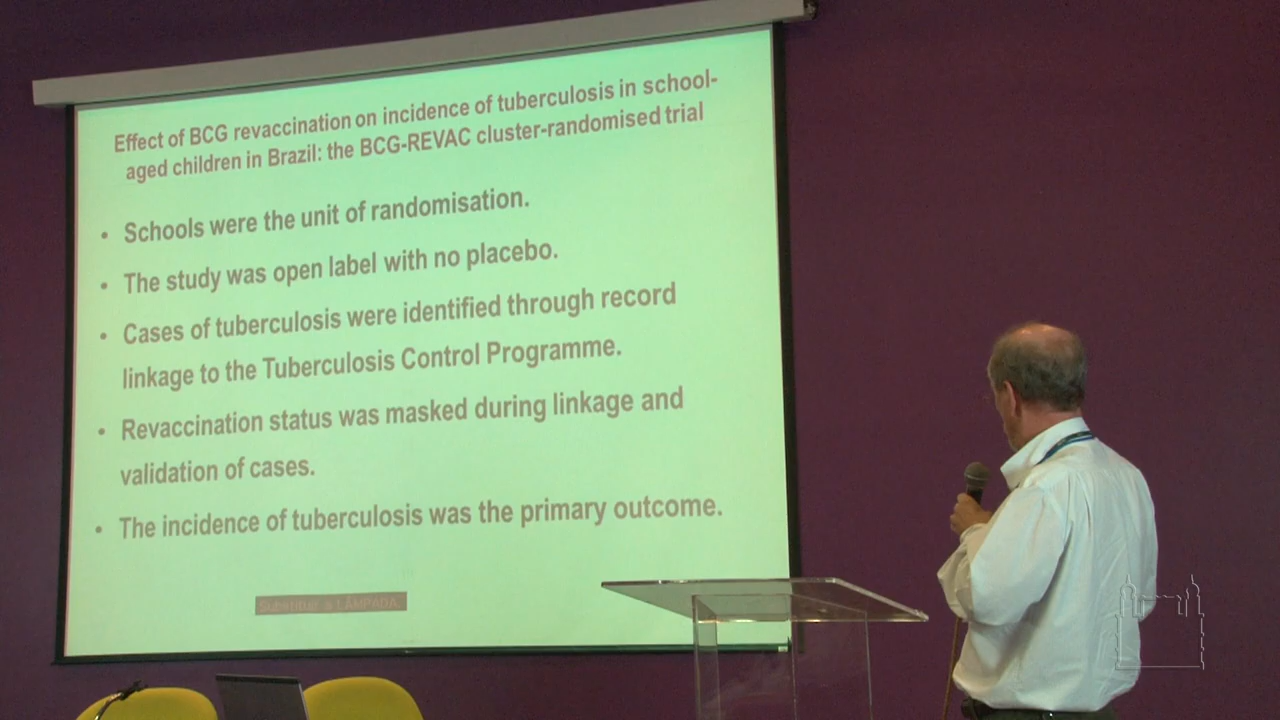 Effect of BCG revaccination on incidence of tuberculosis in school-
aged children in Brazil: the BCG-REVAC cluster-randomised trial
• Schools were the unit of randomisation.
• The study was open label with no placebo.
• Cases of tuberculosis were identified through record
linkage to the Tuberculosis Control Programme.
• Revaccination status was masked during linkage and
validation of cases.
• The incidence of tuberculosis was the primary outcome.
Substituir a LÂMPADA.